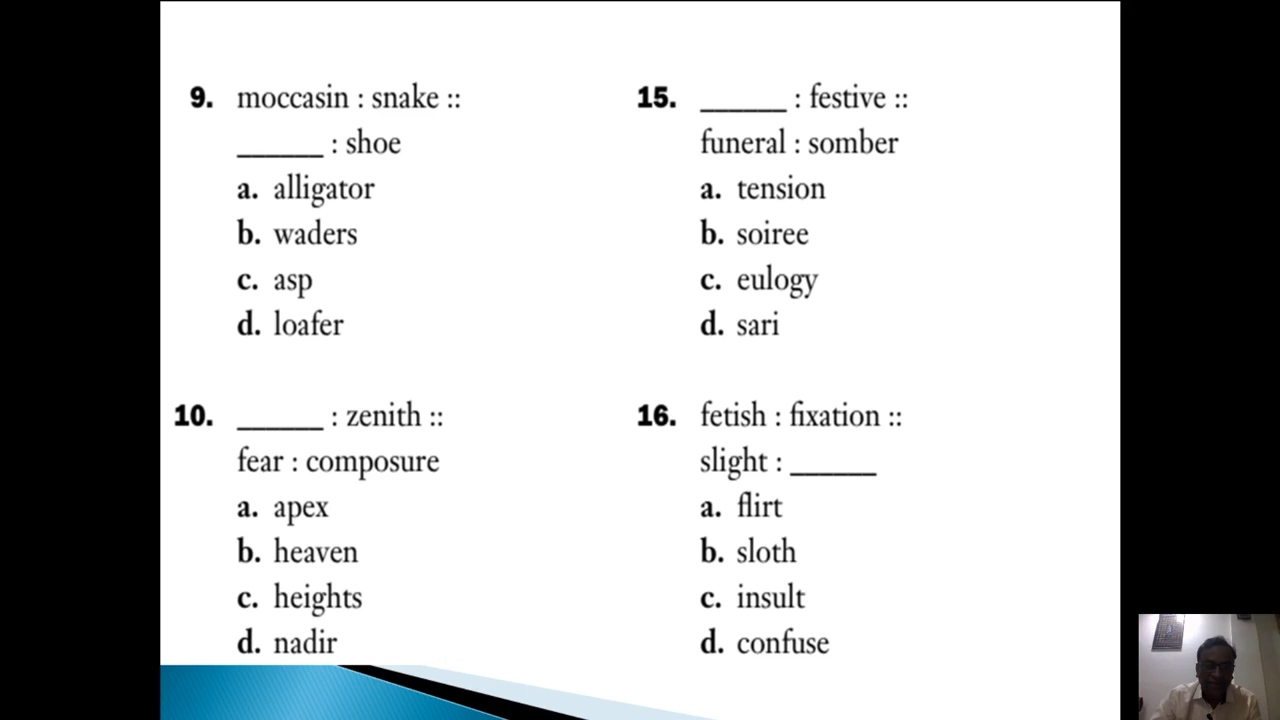 9. moccasin : snake ::
______ : shoe
a. alligator
b. waders
c. asp
d. loafer
10. ______ : zenith ::
fear : composure
a. apex
b. heaven
c. heights
d. nadir
15. ______ : festive ::
funeral : somber
a. tension
b. soiree
c. eulogy
d. sari
16. fetish : fixation ::
slight : ______
a. flirt
b. sloth
c. insult
d. confuse